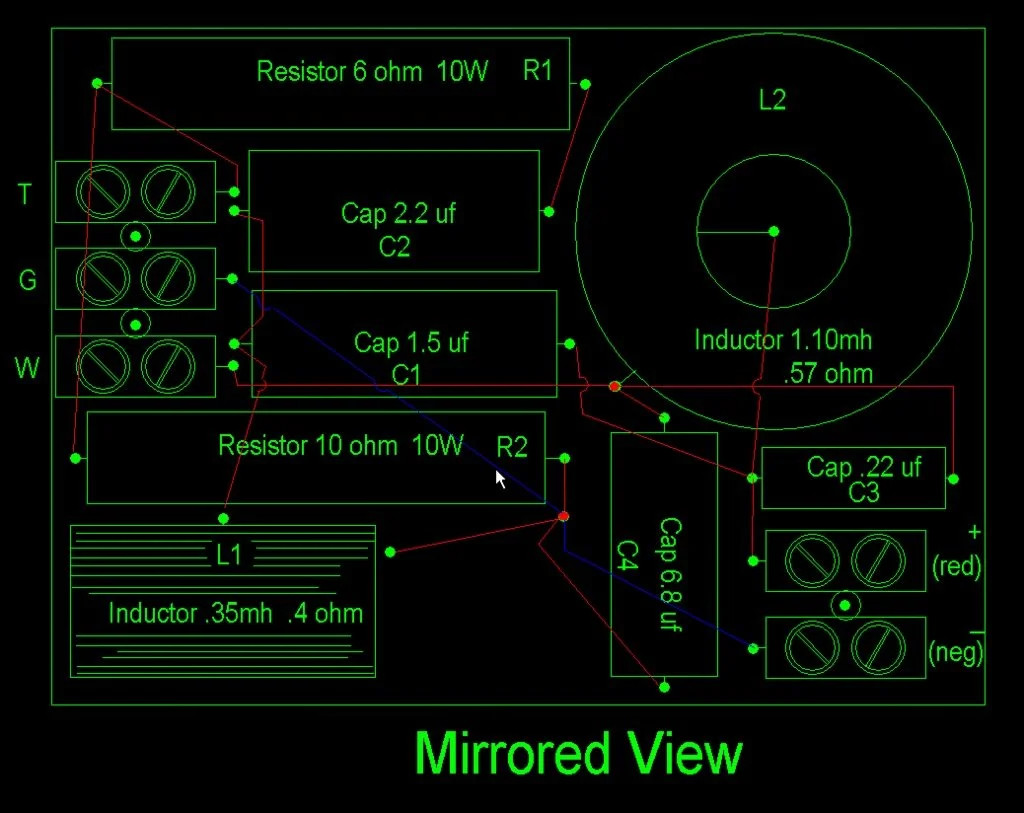 Resistor 6 ohm  10W    R1
L2
T
Cap 2.2 uf
C2
G
Cap 1.5 uf
C1
Inductor 1.10mh
.57 ohm
W
Resistor 10 ohm  10W    R2
Cap .22 uf
C3
Cap 6.8 uf
C4
L1
Inductor .35mh  .4 ohm
+
(red)
–
(neg)
Mirrored View